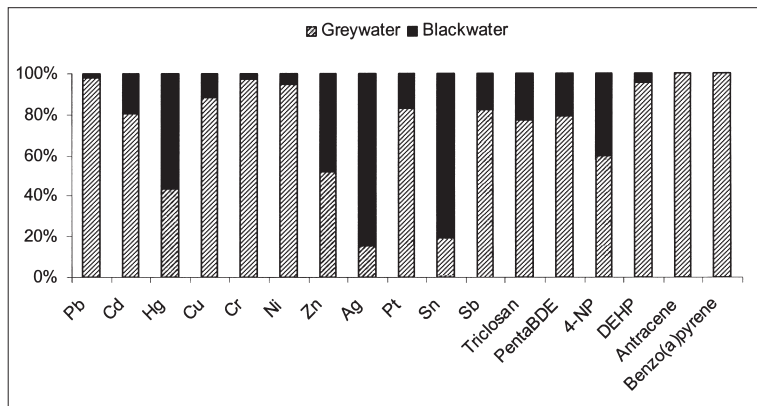 Greywater Blackwater
100%
80%
60%
40%
20%
0%
Pb
Cd
Hg
Cu
Cr
Ni
Zn
Ag
Pt
Sn
Sb
Triclosan
PentaBDE
4-NP
DEHP
Antracene
Benzo(a)pyrene